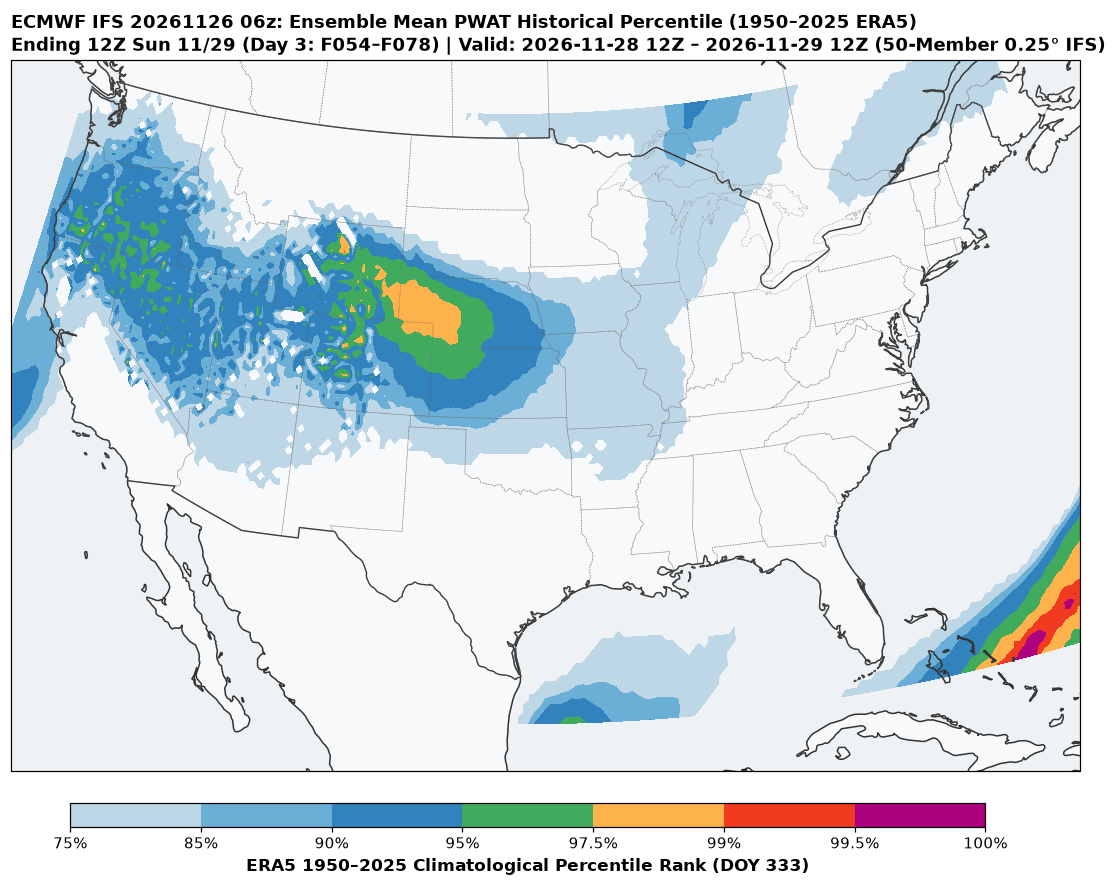 ECMWF IFS 20261126 06z: Ensemble Mean PWAT Historical Percentile (1950–2025 ERA5)
Ending 12Z Sun 11/29 (Day 3: F054–F078) | Valid: 2026-11-28 12Z – 2026-11-29 12Z (50-Member 0.25° IFS)
75% 85% 90% 95% 97.5% 99% 99.5% 100%
ERA5 1950–2025 Climatological Percentile Rank (DOY 333)